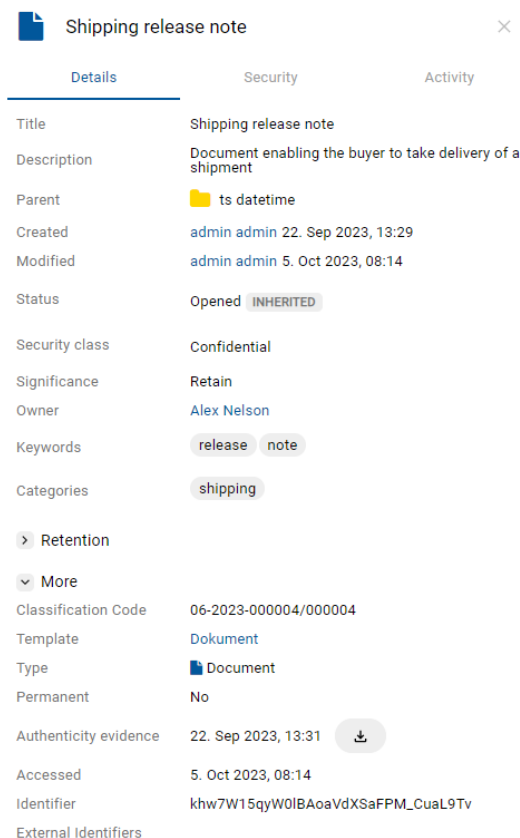 Shipping release note
Details Security Activity
Title Shipping release note
Description Document enabling the buyer to take delivery of a
shipment
Parent ts datetime
Created admin admin 22. Sep 2023, 13:29
Modified admin admin 5. Oct 2023, 08:14
Status Opened INHERITED
Security class Confidential
Significance Retain
Owner Alex Nelson
Keywords release note
Categories shipping
Retention
More
Classification Code 06-2023-000004/000004
Template Dokument
Type Document
Permanent No
Authenticity evidence 22. Sep 2023, 13:31
Accessed 5. Oct 2023, 08:14
Identifier khw7W15qyW0lBAoaVdXSaFPM_CuaL9Tv
External Identifiers